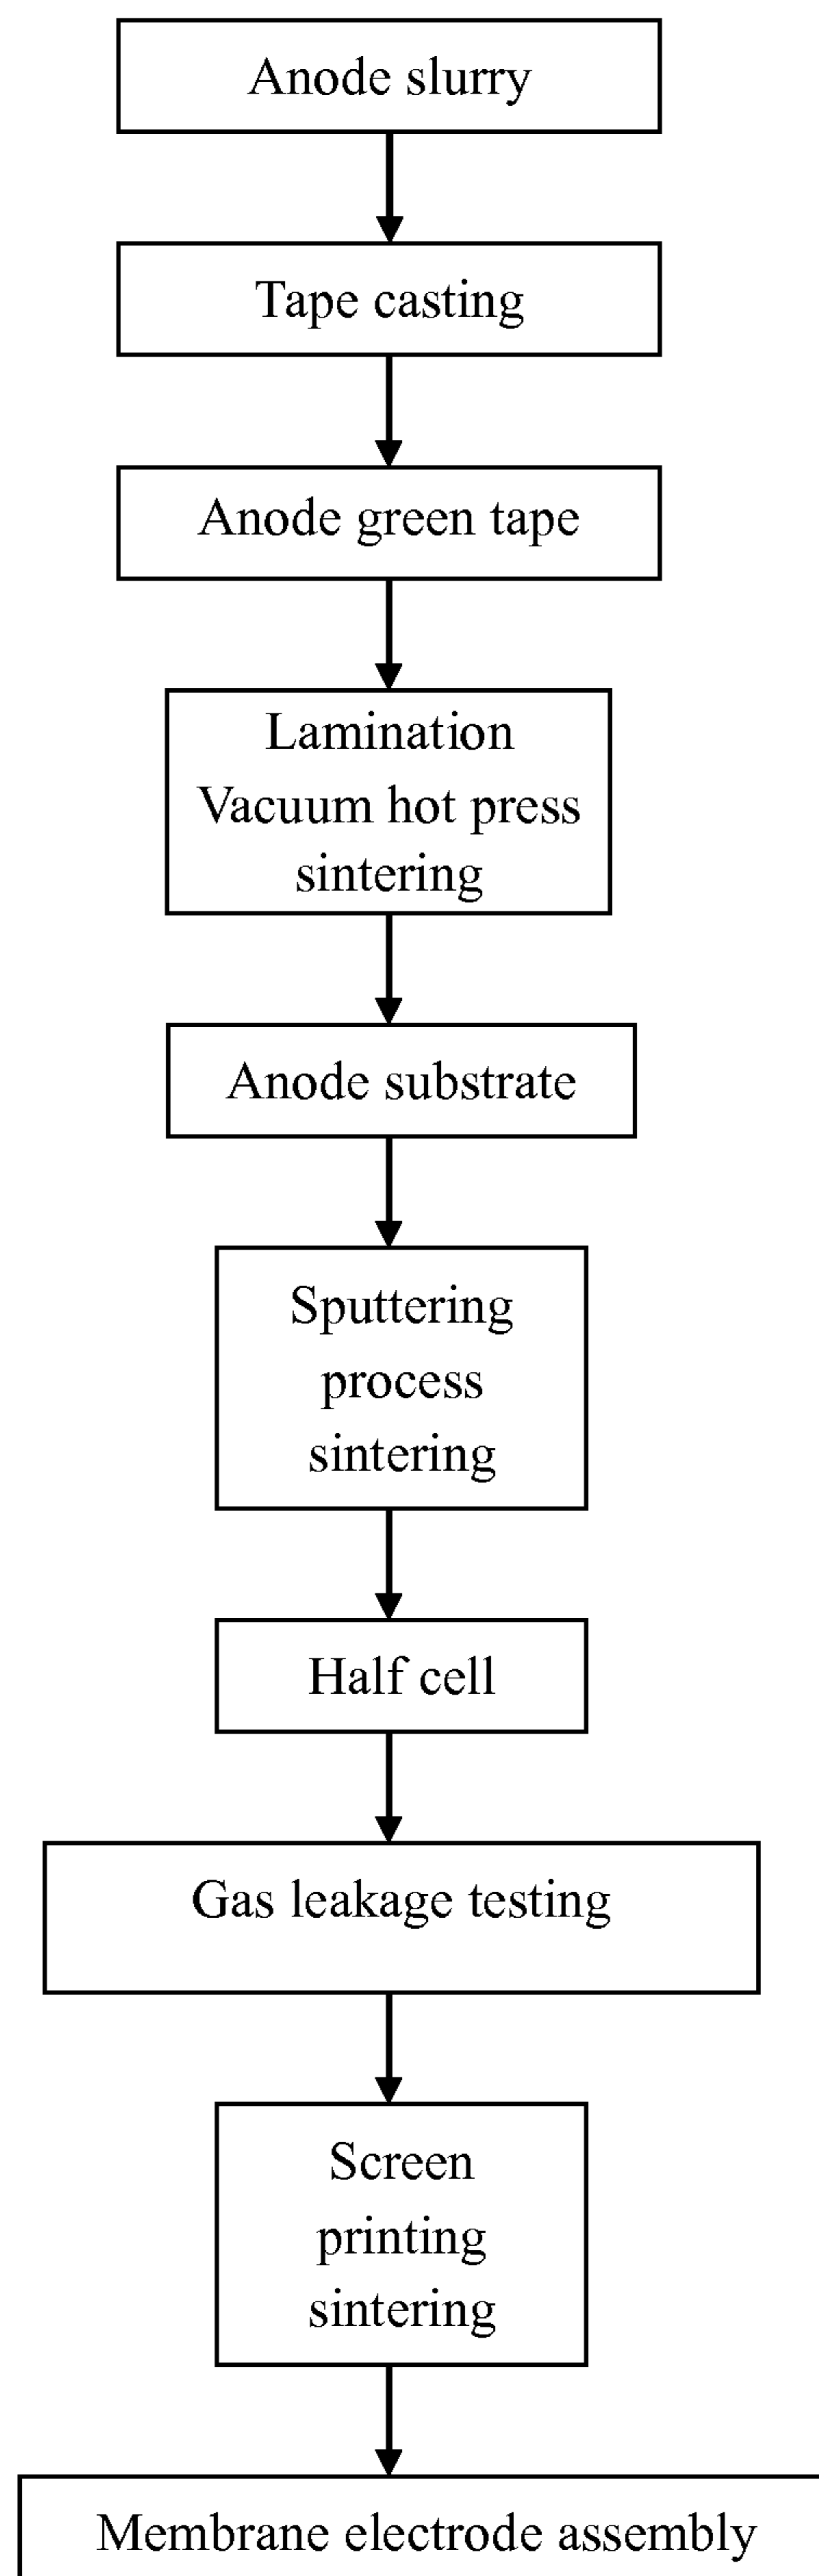 Anode slurry
Tape casting
Anode green tape
Lamination
Vacuum hot press
sintering
Anode substrate
Sputtering
process
sintering
Half cell
Gas leakage testing
Screen
printing
sintering
Membrane electrode assembly